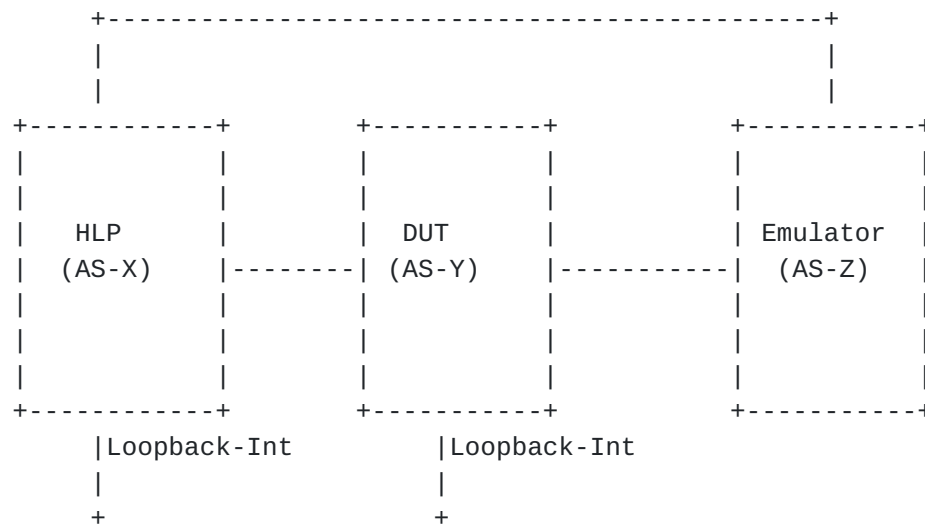 HLP DUT Emulator
(AS-X) (AS-Y) (AS-Z)
Loopback-Int Loopback-Int